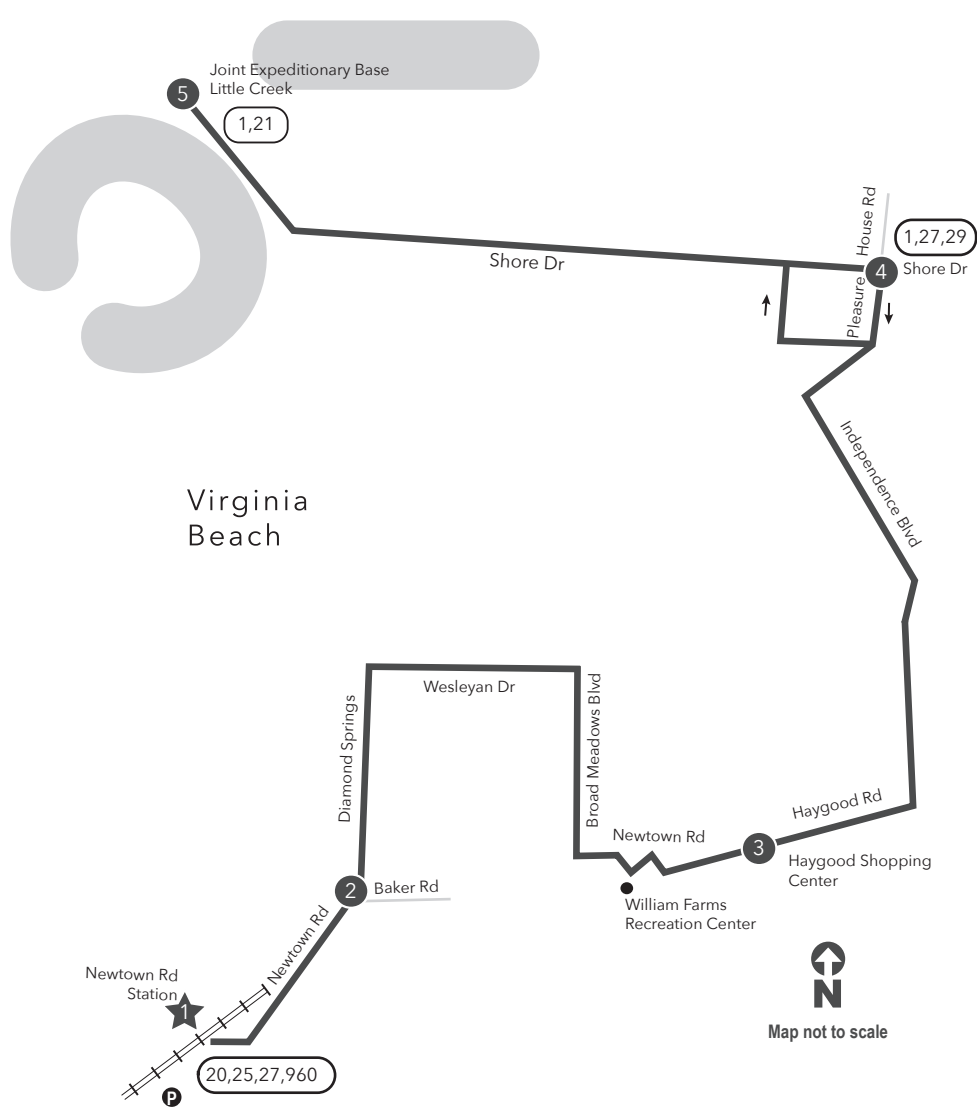 Joint Expeditionary Base
Little Creek
5
1,21
House Rd
1,27,29
Shore Dr
4
Shore Dr
Pleasure
Independence Blvd
Virginia
Beach
Wesleyan Dr
Diamond Springs
Broad Meadows Blvd
Haygood Rd
Newtown Rd
3
Haygood Shopping
Center
2
Baker Rd
William Farms
Recreation Center
Newtown Rd
Newtown Rd
Station
1
N
Map not to scale
20,25,27,960
P